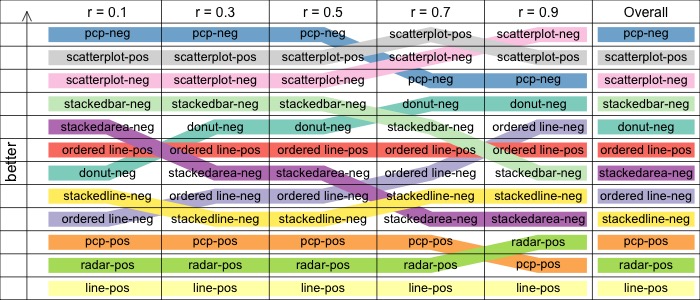 r = 0.1 r = 0.3 r = 0.5 r = 0.7 r = 0.9 Overall
pcp-neg pcp-neg pcp-neg scatterplot-pos scatterplot-neg pcp-neg
scatterplot-pos scatterplot-pos scatterplot-pos scatterplot-neg scatterplot-pos scatterplot-pos
scatterplot-neg scatterplot-neg scatterplot-neg pcp-neg pcp-neg scatterplot-neg
stackedbar-neg stackedbar-neg stackedbar-neg donut-neg donut-neg stackedbar-neg
stackedarea-neg donut-neg donut-neg stackedbar-neg ordered line-neg donut-neg
ordered line-pos ordered line-pos ordered line-pos ordered line-pos ordered line-pos ordered line-pos
donut-neg stackedarea-neg stackedarea-neg ordered line-neg stackedbar-neg stackedarea-neg
stackedline-neg ordered line-neg ordered line-neg stackedline-neg stackedline-neg ordered line-neg
ordered line-neg stackedline-neg stackedline-neg stackedarea-neg stackedarea-neg stackedline-neg
pcp-pos pcp-pos pcp-pos pcp-pos radar-pos pcp-pos
radar-pos radar-pos radar-pos radar-pos pcp-pos radar-pos
line-pos line-pos line-pos line-pos line-pos line-pos
better